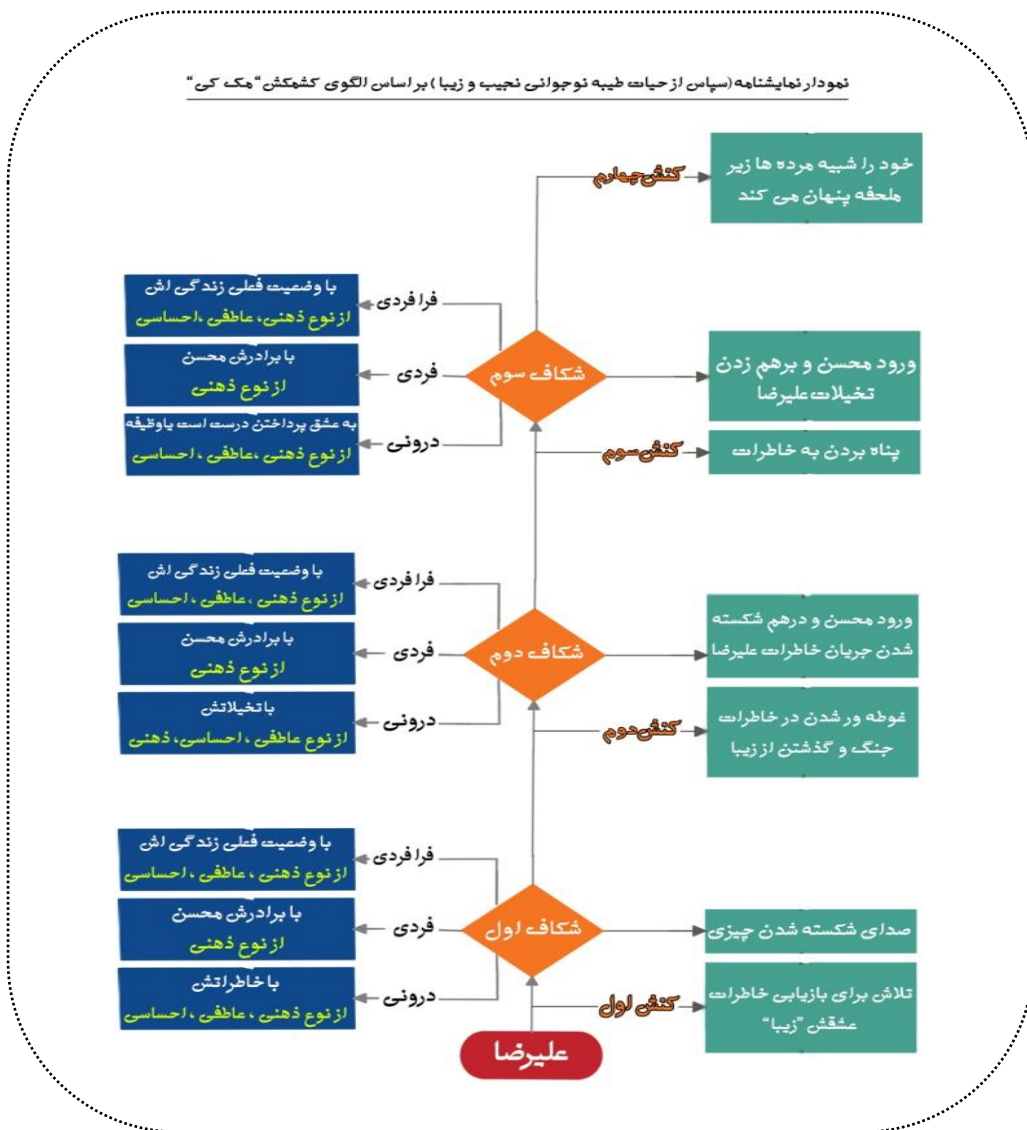 نمودار نمایشنامه (سپاس از حیات طیبه نوجوانی نجیب و زیبا ) بر اساس الگوی کشمکش “مک کی“
خود را شبیه مرده ها زیر
ملحفه پنهان می کند
کنش چهارم
با وضعیت فعلی زندگی اش
از نوع ذهنی، عاطفی ،احساسی
فرا فردی
ورود محسن و برهم زدن
تخیلات علیرضا
شکاف سوم
فردی
با برادرش محسن
از نوع ذهنی
درونی
به عشق پرداختن درست است یاوظیفه
از نوع ذهنی ،عاطفی ، احساسی
پناه بردن به خاطرات
کنش سوم
فرا فردی
با وضعیت فعلی زندگی اش
از نوع ذهنی ، عاطفی ، احساسی
ورود محسن و درهم شکسته
شدن جریان خاطرات علیرضا
شکاف دوم
فردی
با برادرش محسن
از نوع ذهنی
درونی
با تخیلاتش
از نوع عاطفی ، احساسی، ذهنی
غوطه ور شدن در خاطرات
جنگ و گذشتن از زیبا
کنش دوم
فرا فردی
با وضعیت فعلی زندگی اش
از نوع ذهنی ، عاطفی ، احساسی
صدای شکسته شدن چیزی
شکاف اول
فردی
با برادرش محسن
از نوع ذهنی
درونی
با خاطراتش
از نوع ذهنی ، عاطفی ، احساسی
تلاش برای بازیابی خاطرات
عشقش “زیبا“
کنش اول
علیرضا